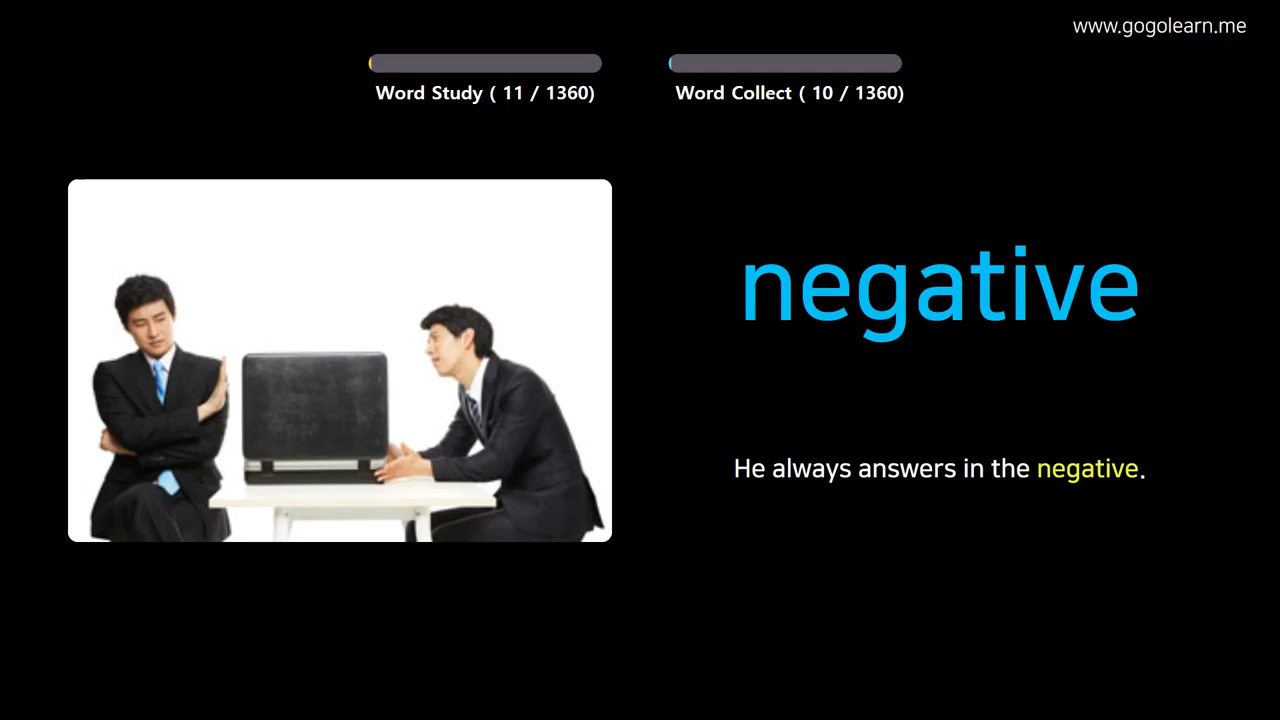 www.gogolearn.me
Word Study ( 11 / 1360)
Word Collect ( 10 / 1360)
negative
He always answers in the negative.